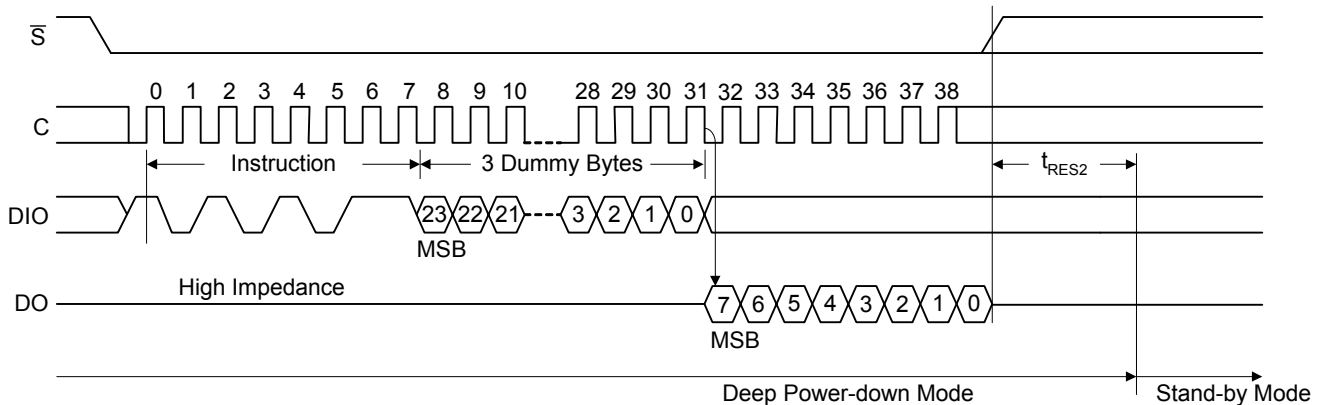 S
0 1 2 3 4 5 6 7 8 9 10 28 29 30 31 32 33 34 35 36 37 38
C
Instruction 3 Dummy Bytes tRES2
DIO 23 22 21 3 2 1 0
MSB
High Impedance
DO 7 6 5 4 3 2 1 0
MSB
Deep Power-down Mode Stand-by Mode